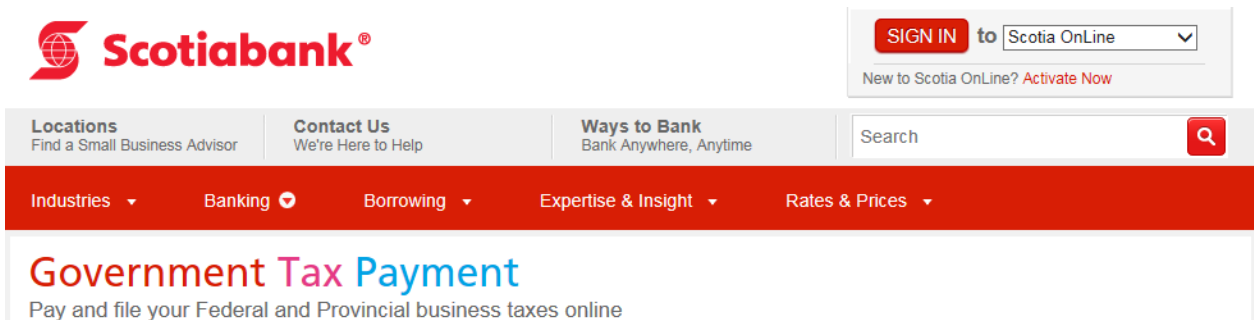 Scotiabank®
SIGN IN to Scotia OnLine
New to Scotia OnLine? Activate Now
Locations
Find a Small Business Advisor
Contact Us
We're Here to Help
Ways to Bank
Bank Anywhere, Anytime
Search
Industries Banking Borrowing Expertise & Insight Rates & Prices
Government Tax Payment
Pay and file your Federal and Provincial business taxes online